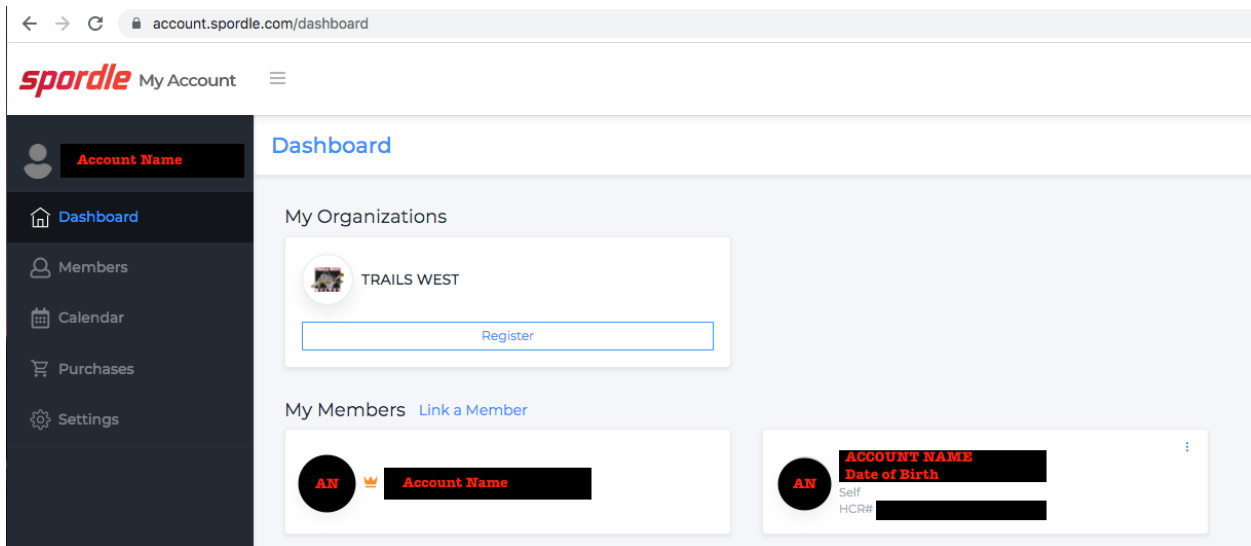 account.spordle.com/dashboard
spordle My Account
Account Name
Dashboard
Members
Calendar
Purchases
Settings
Dashboard
My Organizations
TRAILS WEST
Register
My Members Link a Member
AN Account Name
AN
ACCOUNT NAME
Date of Birth
Self
HCR#